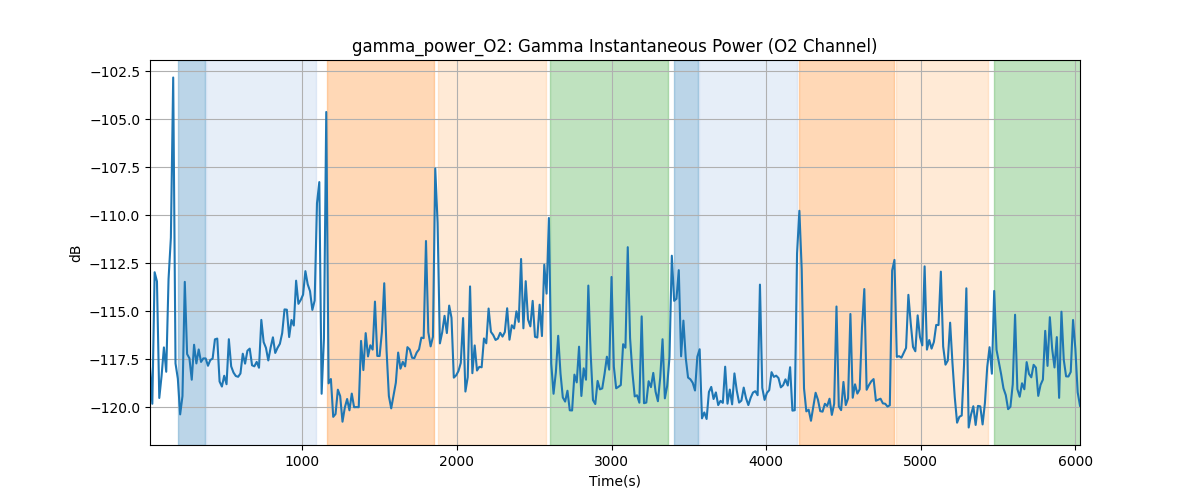 gamma_power_O2: Gamma Instantaneous Power (O2 Channel)
dB
−102.5
−105.0
−107.5
−110.0
−112.5
−115.0
−117.5
−120.0
1000 2000 3000 4000 5000 6000
Time(s)